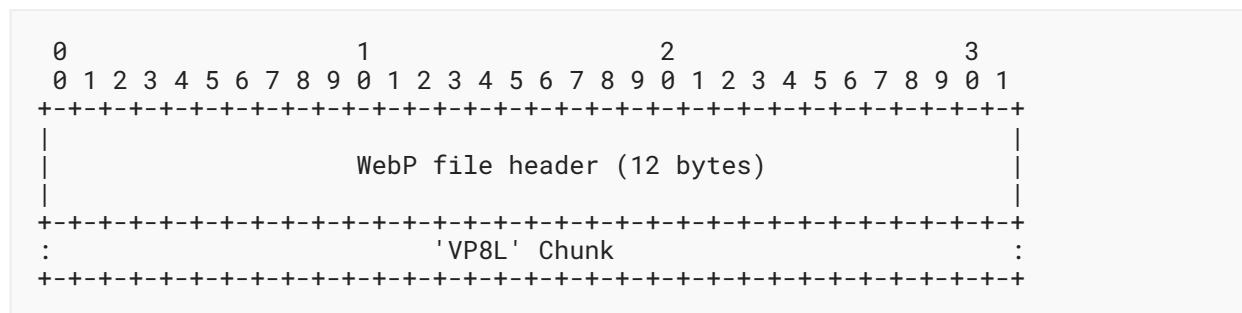 0                   1                   2                   3
 0 1 2 3 4 5 6 7 8 9 0 1 2 3 4 5 6 7 8 9 0 1 2 3 4 5 6 7 8 9 0 1
+-+-+-+-+-+-+-+-+-+-+-+-+-+-+-+-+-+-+-+-+-+-+-+-+-+-+-+-+-+-+-+-+
|                                                               |
|                    WebP file header (12 bytes)                |
|                                                               |
+-+-+-+-+-+-+-+-+-+-+-+-+-+-+-+-+-+-+-+-+-+-+-+-+-+-+-+-+-+-+-+-+
:                         'VP8L' Chunk                          :
+-+-+-+-+-+-+-+-+-+-+-+-+-+-+-+-+-+-+-+-+-+-+-+-+-+-+-+-+-+-+-+-+